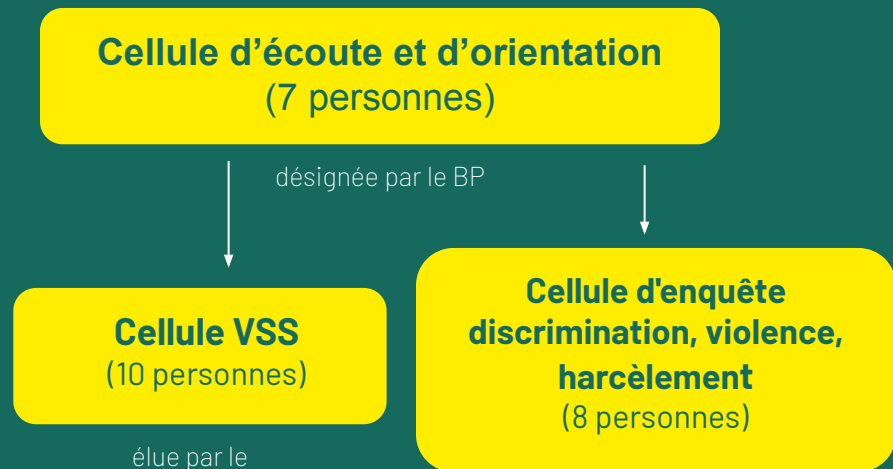 Cellule d’écoute et d’orientation
(7 personnes)
désignée par le BP
Cellule VSS
(10 personnes)
élue par le
Cellule d'enquête
discrimination, violence,
harcèlement
(8 personnes)